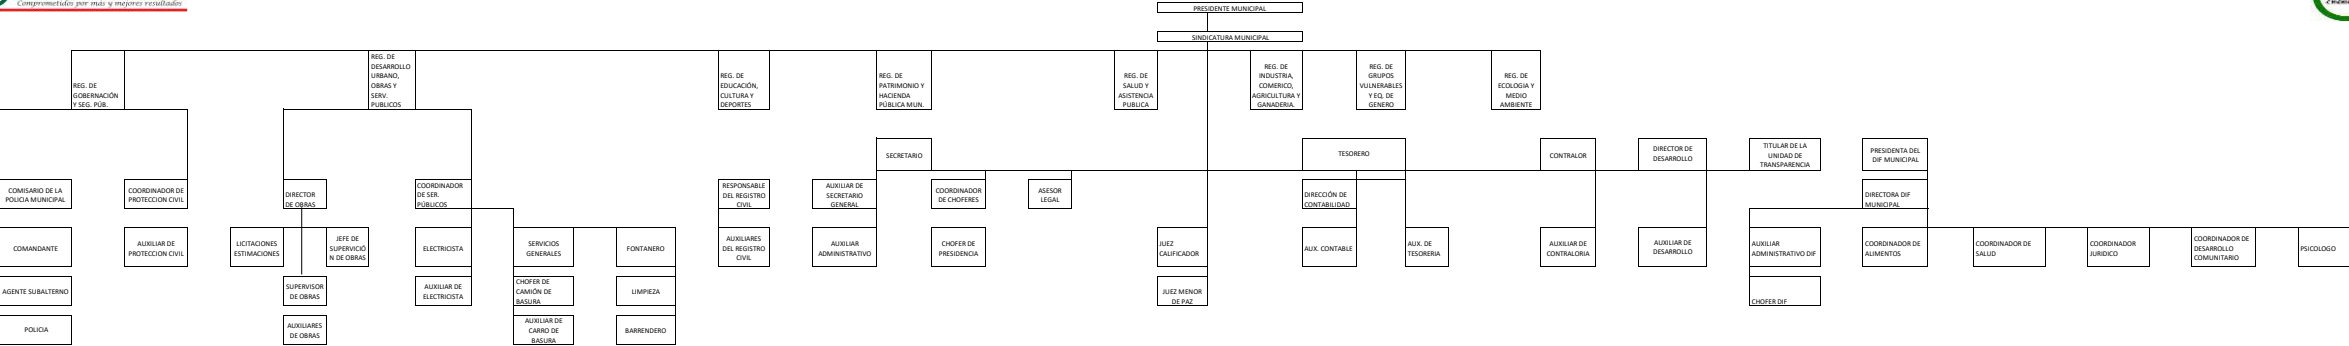 Comprometidos por más y mejores resultados
PRESIDENTE MUNICIPAL
SINDICATURA MUNICIPAL
REG. DE
GOBERNACIÓN
Y SEG. PÚB.
REG. DE
DESARROLLO
URBANO,
OBRAS Y
SERV.
PUBLICOS
REG. DE
EDUCACIÓN,
CULTURA Y
DEPORTES
REG. DE
PATRIMONIO Y
HACIENDA
PÚBLICA MUN.
REG. DE
SALUD Y
ASISTENCIA
PUBLICA
REG. DE
INDUSTRIA,
COMERICO,
AGRICULTURA Y
GANADERIA.
REG. DE
GRUPOS
VULNERABLES
Y EQ. DE
GENERO
REG. DE
ECOLOGIA Y
MEDIO
AMBIENTE
SECRETARIO
TESORERO
CONTRALOR
DIRECTOR DE
DESARROLLO
TITULAR DE LA
UNIDAD DE
TRANSPARENCIA
PRESIDENTA DEL
DIF MUNICIPAL
COMISARIO DE LA
POLICIA MUNICIPAL
COORDINADOR DE
PROTECCION CIVIL
DIRECTOR
DE OBRAS
COORDINADOR
DE SER.
PÚBLICOS
RESPONSABLE
DEL REGISTRO
CIVIL
AUXILIAR DE
SECRETARIO
GENERAL
COORDINADOR
DE CHOFERES
ASESOR
LEGAL
DIRECCIÓN DE
CONTABILIDAD
DIRECTORA DIF
MUNICIPAL
COMANDANTE
AUXILIAR DE
PROTECCION CIVIL
LICITACIONES
ESTIMACIONES
JEFE DE
SUPERVICIÓ
N DE OBRAS
ELECTRICISTA
SERVICIOS
GENERALES
FONTANERO
AUXILIARES
DEL REGISTRO
CIVIL
AUXILIAR
ADMINISTRATIVO
CHOFER DE
PRESIDENCIA
JUEZ
CALIFICADOR
AUX. CONTABLE
AUX. DE
TESORERIA
AUXILIAR DE
CONTRALORIA
AUXILIAR DE
DESARROLLO
AUXILIAR
ADMINISTRATIVO DIF
COORDINADOR DE
ALIMENTOS
COORDINADOR DE
SALUD
COORDINADOR
JURIDICO
COORDINADOR DE
DESARROLLO
COMUNITARIO
PSICOLOGO
AGENTE SUBALTERNO
SUPERVISOR
DE OBRAS
AUXILIAR DE
ELECTRICISTA
CHOFER DE
CAMIÓN DE
BASURA
LIMPIEZA
JUEZ MENOR
DE PAZ
CHOFER DIF
POLICIA
AUXILIARES
DE OBRAS
AUXILIAR DE
CARRO DE
BASURA
BARRENDERO